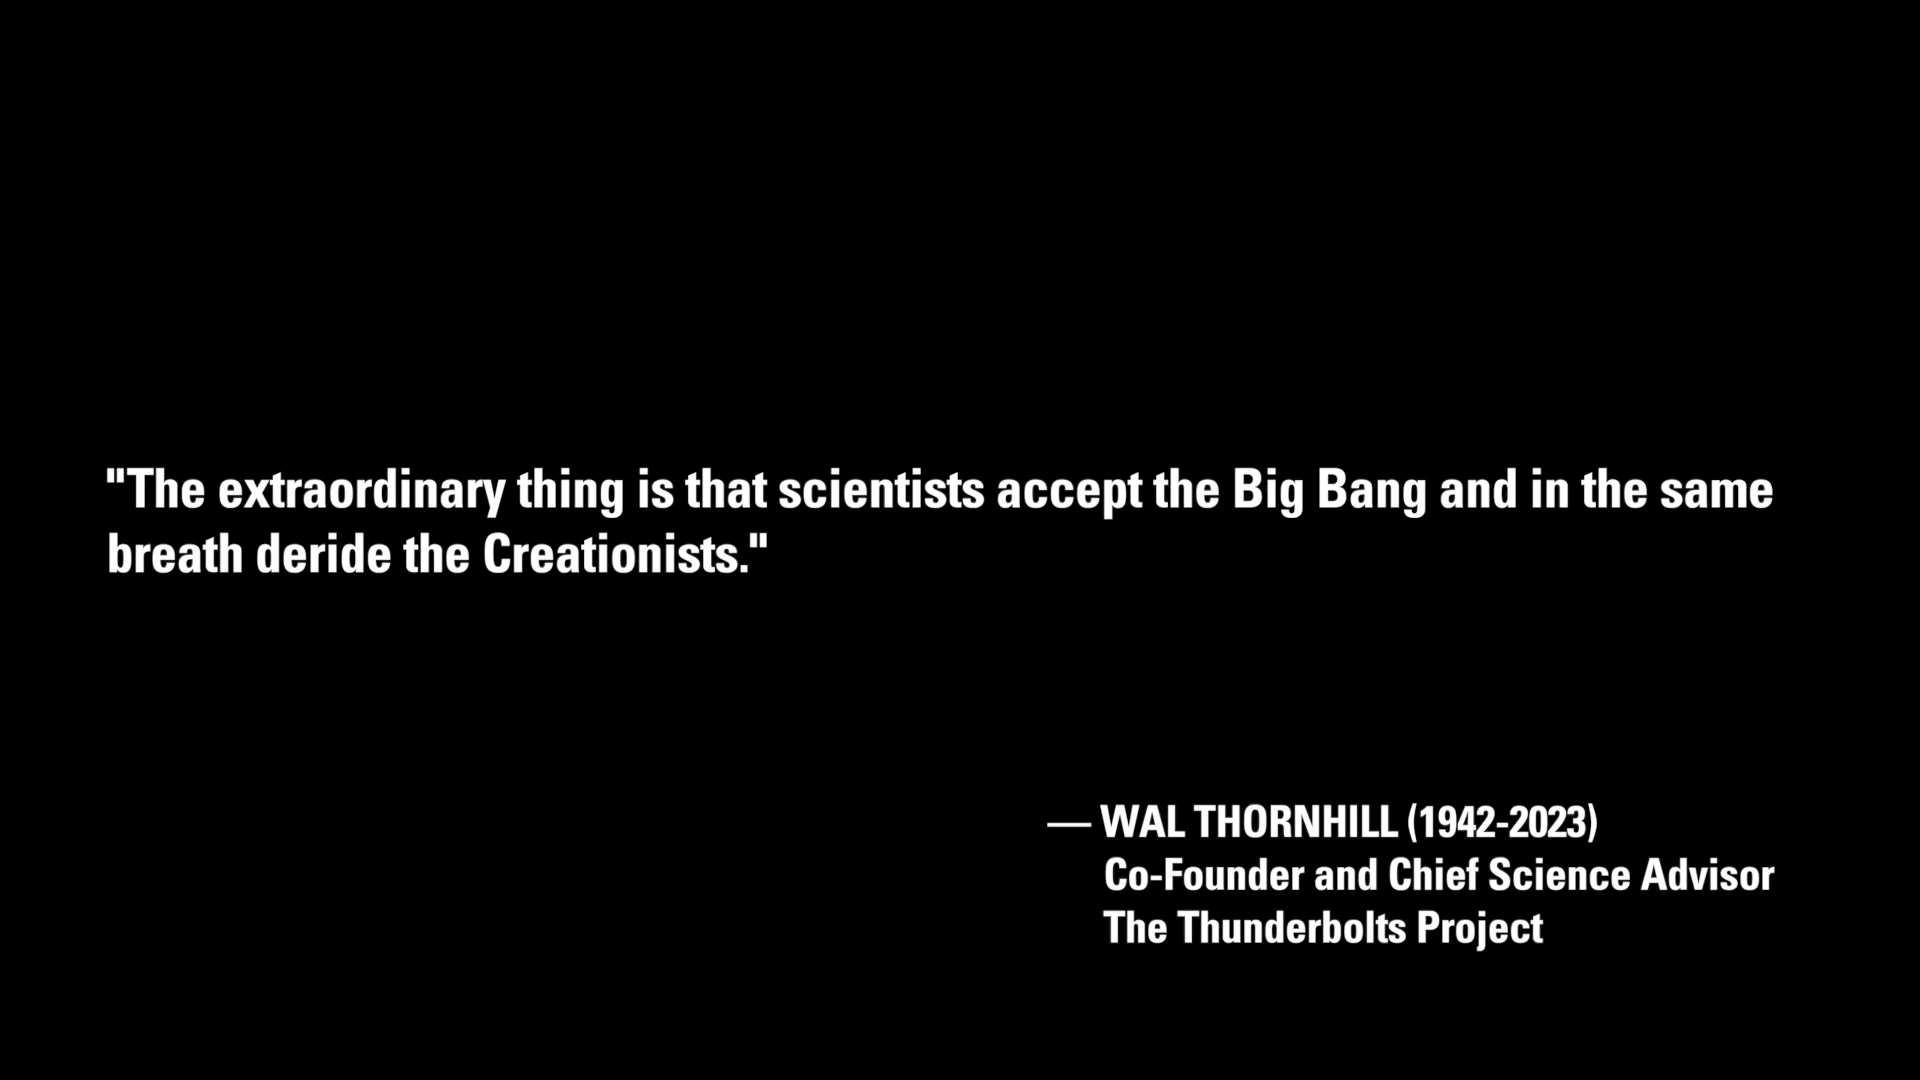 "The extraordinary thing is that scientists accept the Big Bang and in the same
breath deride the Creationists."
— WAL THORNHILL (1942-2023)
Co-Founder and Chief Science Advisor
The Thunderbolts Project